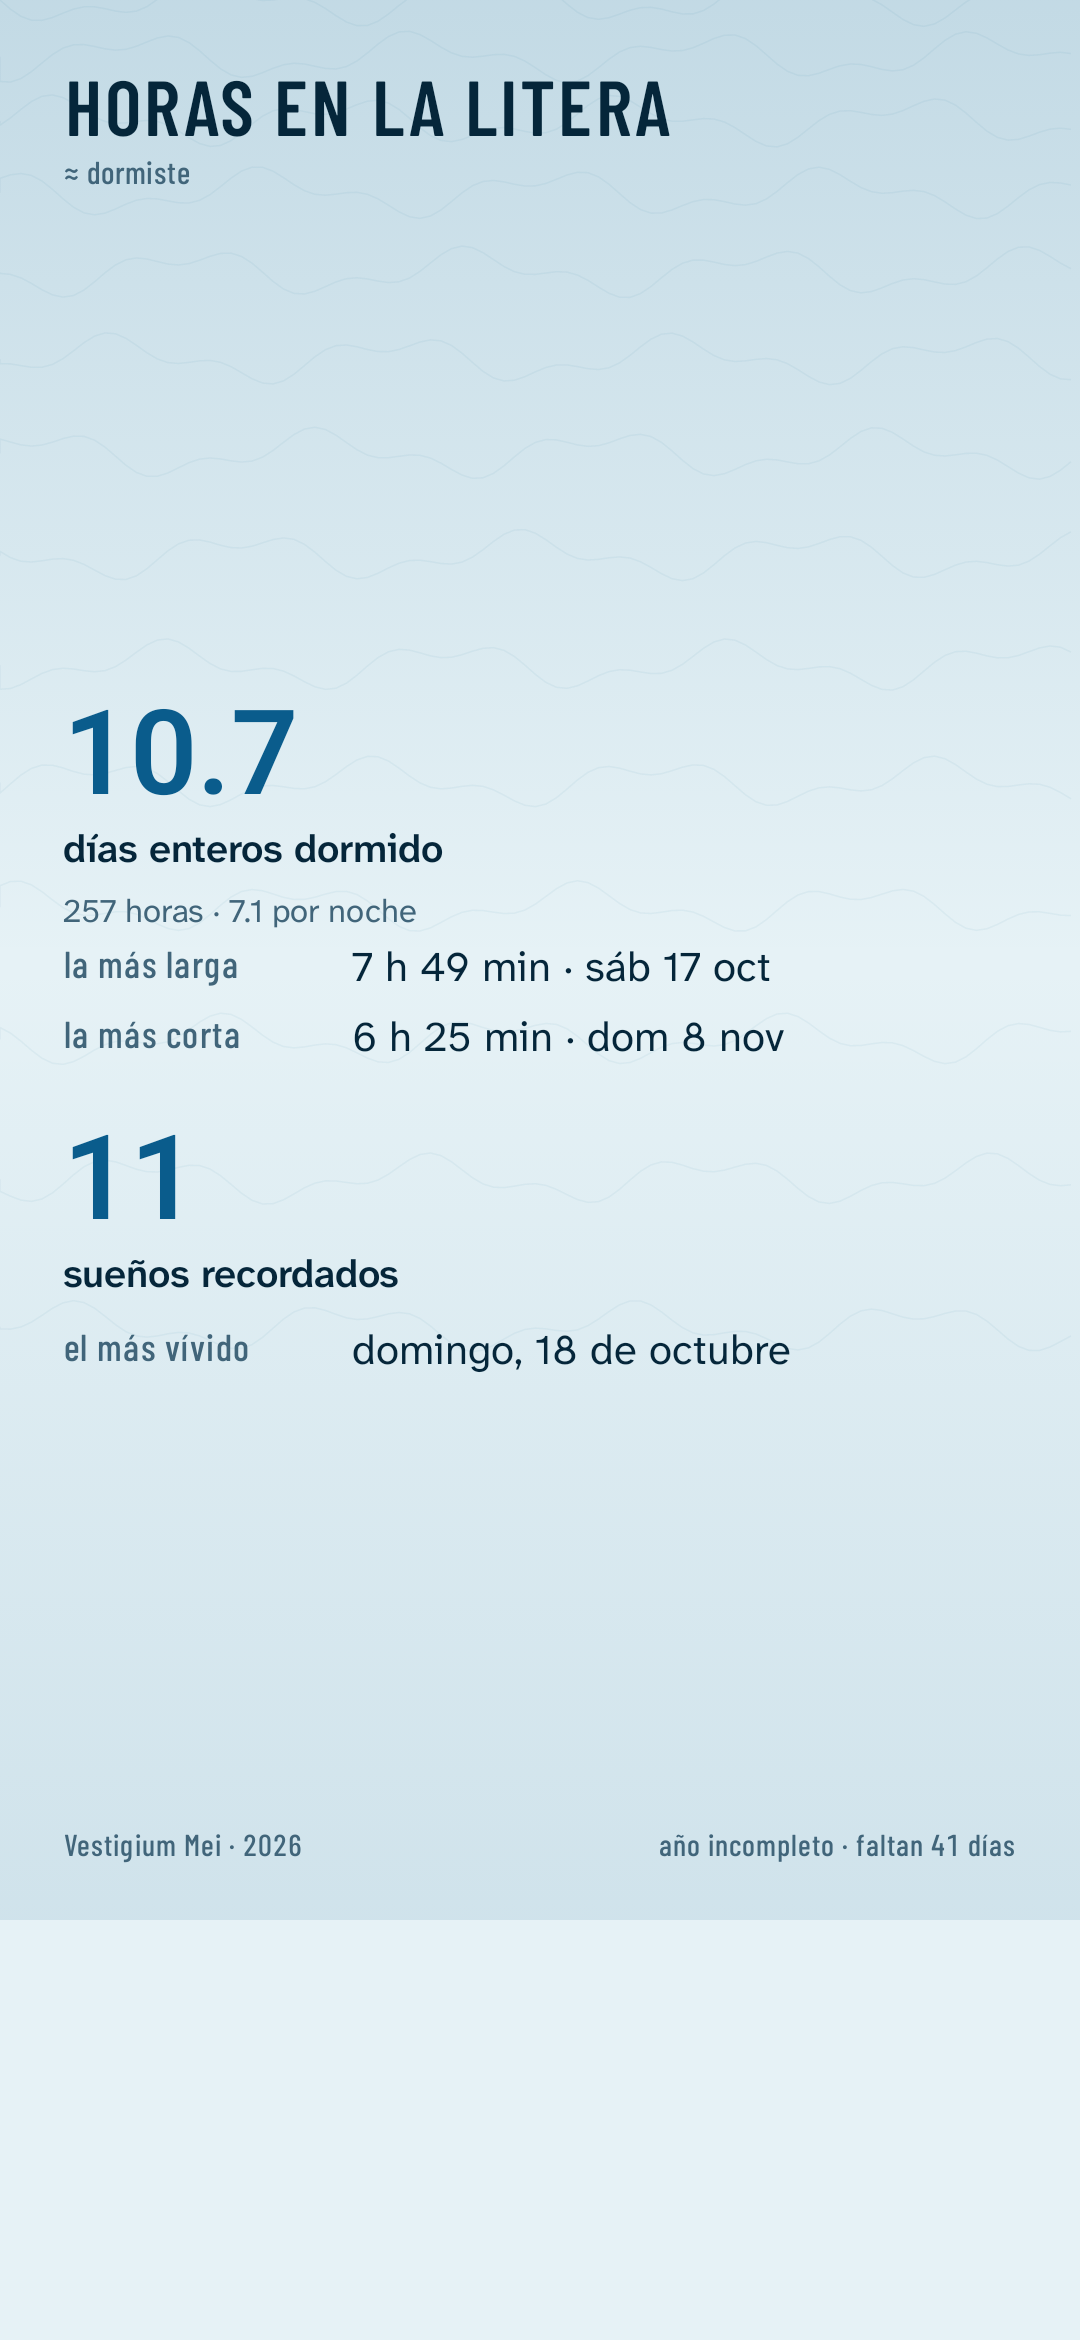 HORAS EN LA LITERA
≈ dormiste
10.7
días enteros dormido
257 horas · 7.1 por noche
la más larga 7 h 49 min · sáb 17 oct
la más corta 6 h 25 min · dom 8 nov
11
sueños recordados
el más vívido domingo, 18 de octubre
Vestigium Mei · 2026 año incompleto · faltan 41 días